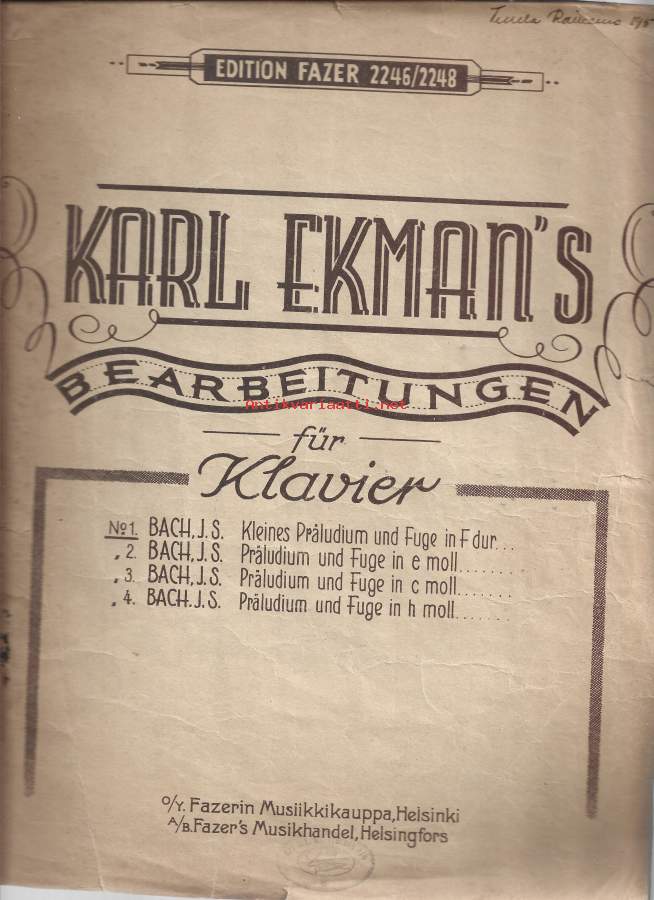 EDITION FAZER 2246/2248
KARL EKMAN'S
BEARBEITUNGEN
Antikvariaatti.net
für
Klavier
No 1. BACH, J. S. Kleines Präludium und Fuge in F dur...
„ 2. BACH, J. S. Präludium und Fuge in e moll........
„ 3. BACH, J. S. Präludium und Fuge in c moll.......
„ 4. BACH. J. S. Präludium und Fuge in h moll.......
O/Y. Fazerin Musiikkikauppa, Helsinki
A/B. Fazer's Musikhandel, Helsingfors